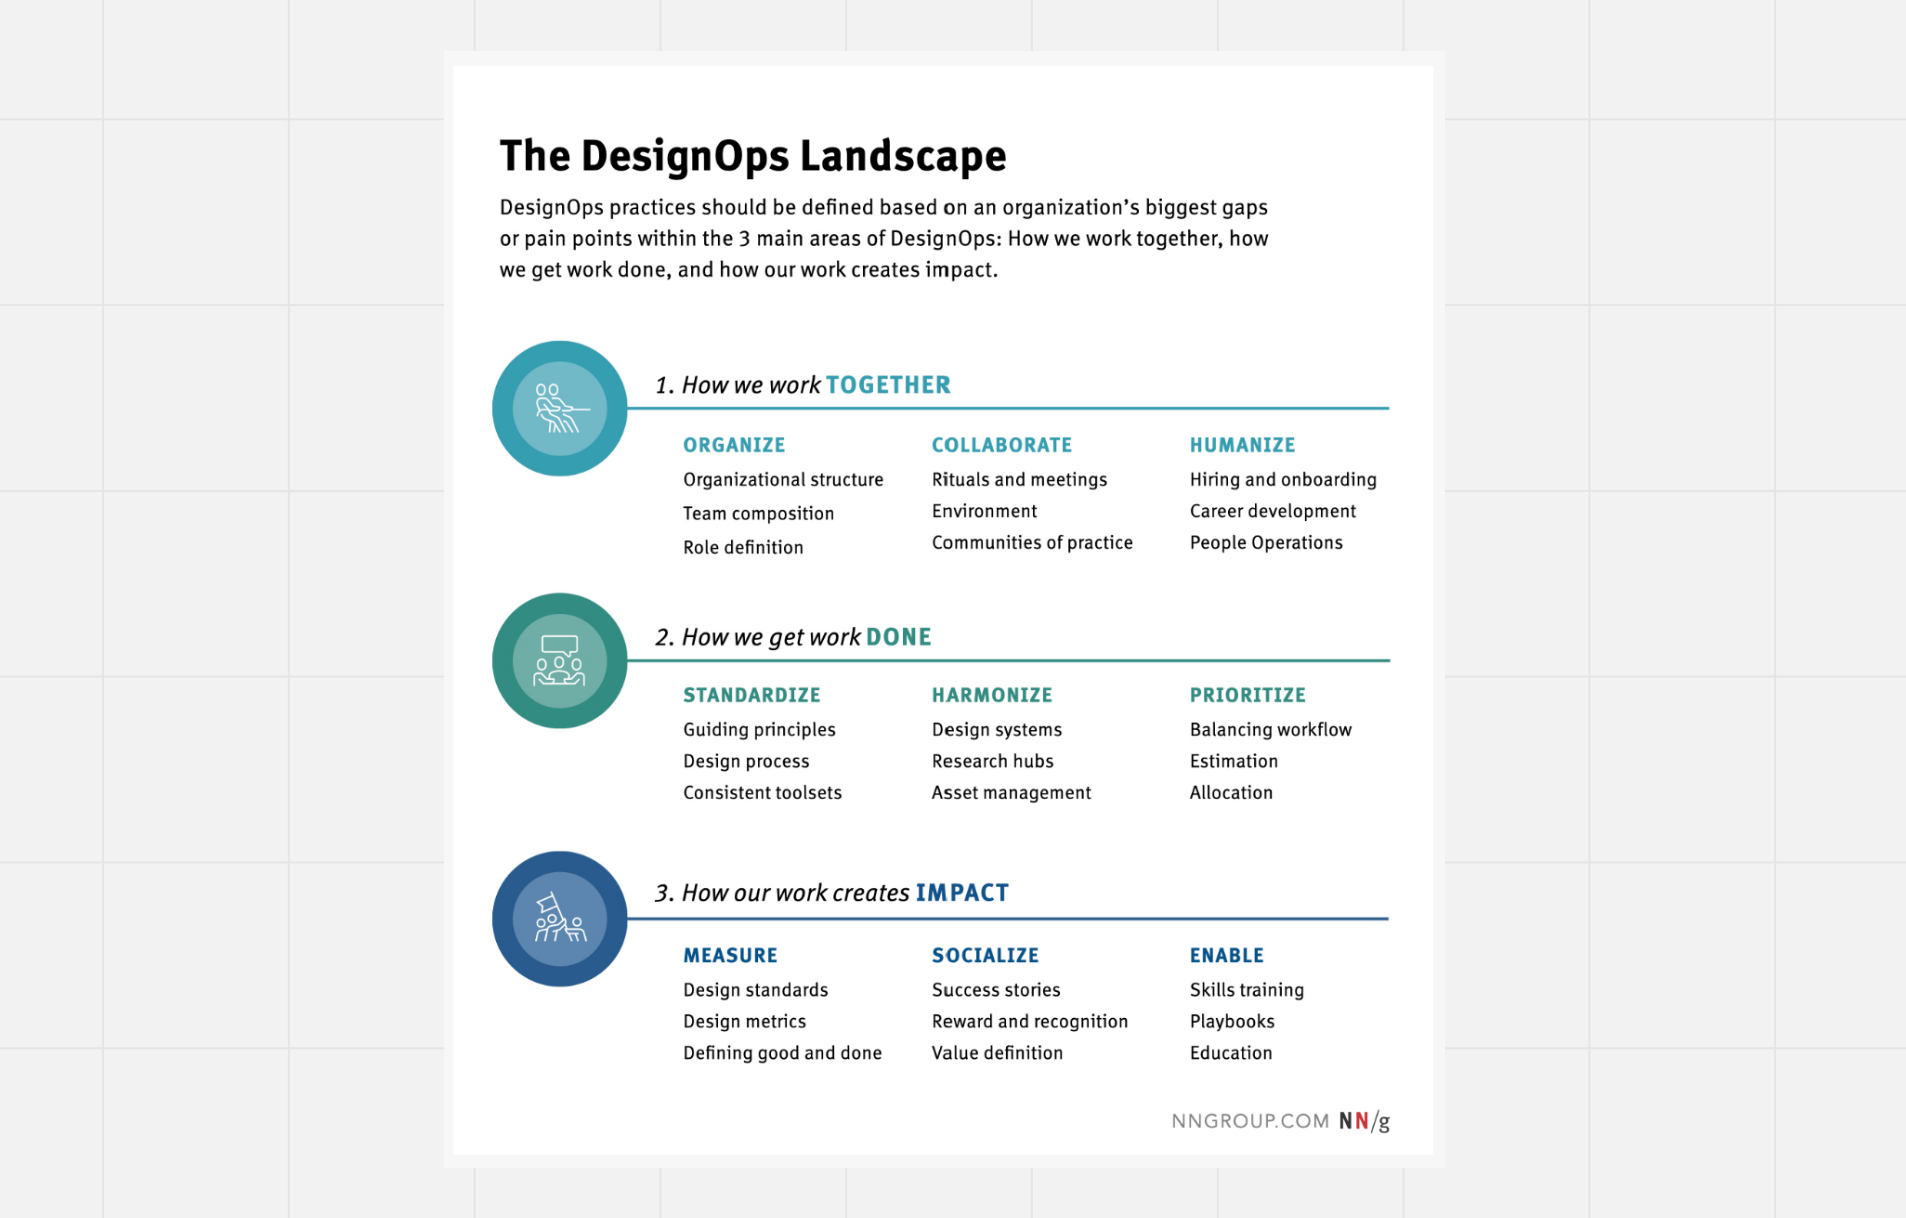 The DesignOps Landscape
DesignOps practices should be defined based on an organization’s biggest gaps
or pain points within the 3 main areas of DesignOps: How we work together, how
we get work done, and how our work creates impact.
1. How we work TOGETHER
ORGANIZE
Organizational structure
Team composition
Role definition
COLLABORATE
Rituals and meetings
Environment
Communities of practice
HUMANIZE
Hiring and onboarding
Career development
People Operations
2. How we get work DONE
STANDARDIZE
Guiding principles
Design process
Consistent toolsets
HARMONIZE
Design systems
Research hubs
Asset management
PRIORITIZE
Balancing workflow
Estimation
Allocation
3. How our work creates IMPACT
MEASURE
Design standards
Design metrics
Defining good and done
SOCIALIZE
Success stories
Reward and recognition
Value definition
ENABLE
Skills training
Playbooks
Education
NNGROUP.COM NN/g